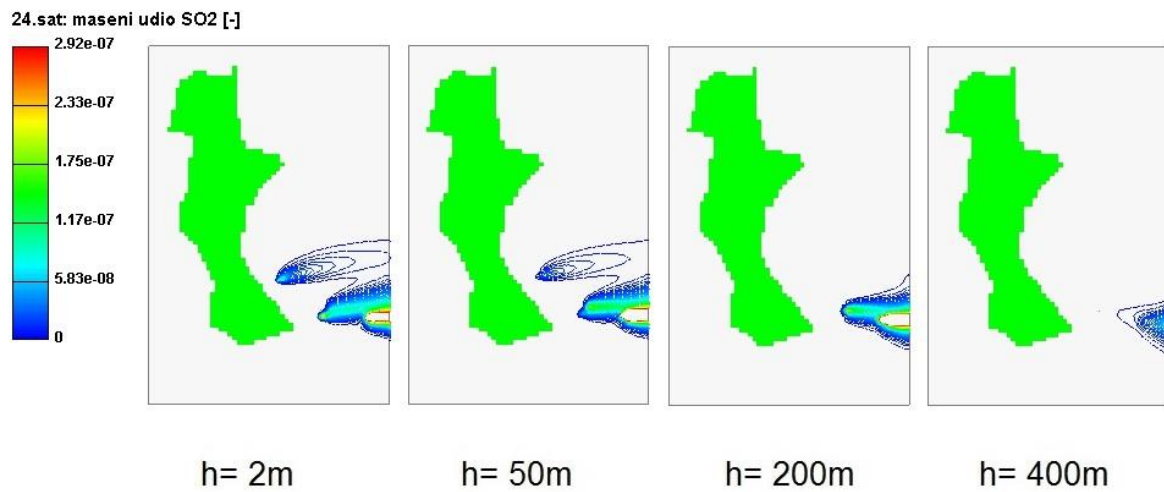 24.sat: maseni udio SO2 [-]
2.92e-07
2.33e-07
1.75e-07
1.17e-07
5.83e-08
0
h= 2m
h= 50m
h= 200m
h= 400m